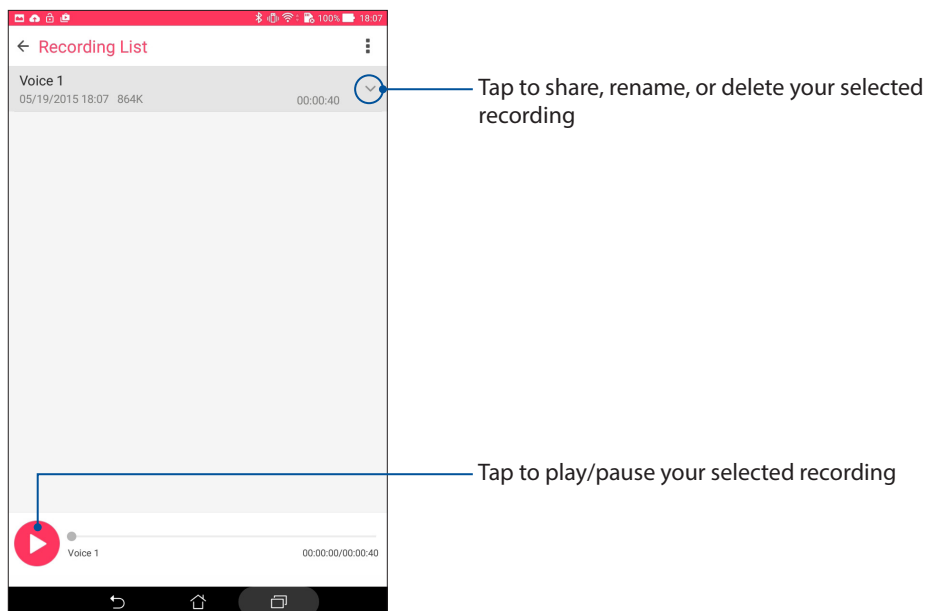 100% 18:07
Recording List
Voice 1
05/19/2015 18:07 864K 00:00:40
Tap to share, rename, or delete your selected
recording
Tap to play/pause your selected recording
Voice 1 00:00:00/00:00:40